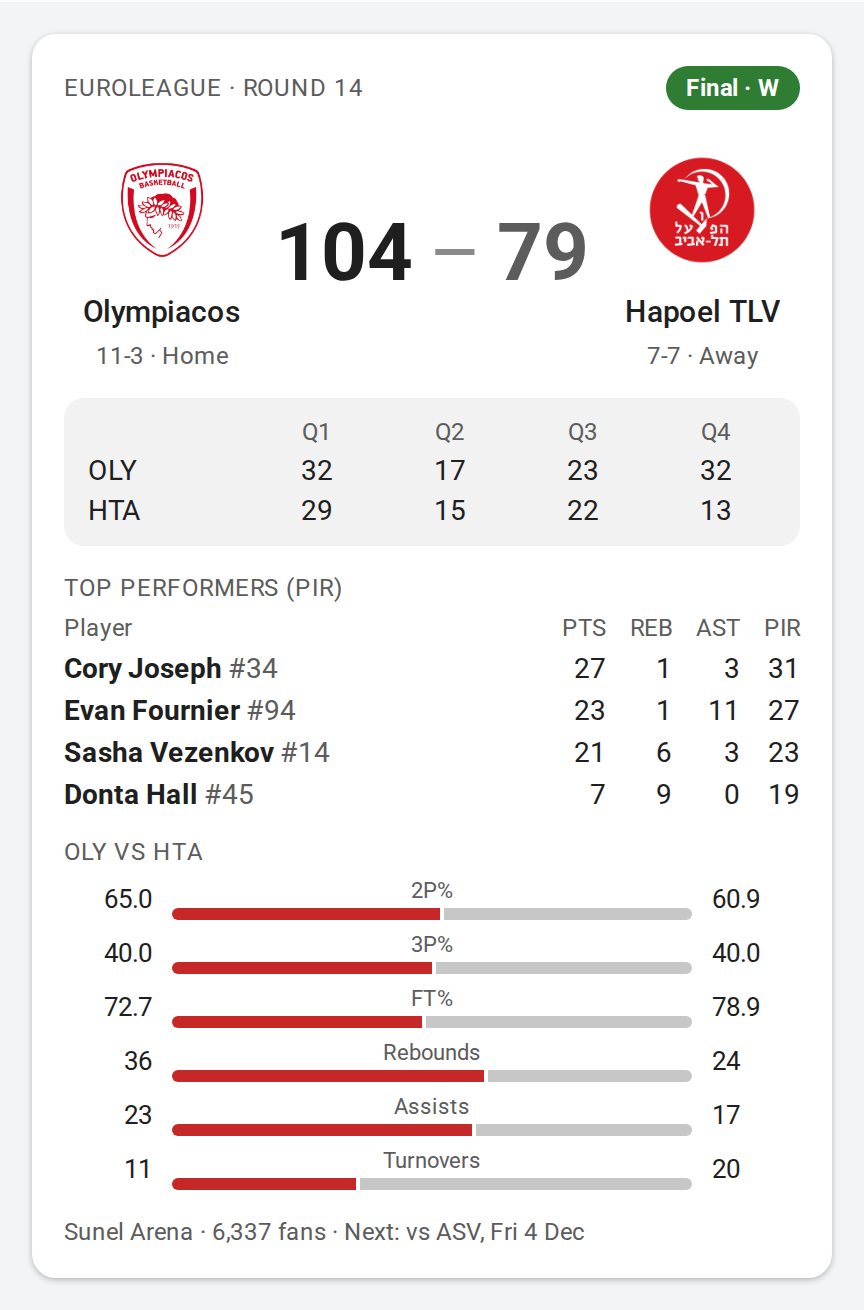 EUROLEAGUE · ROUND 14
Final · W
OLYMPIACOS
BASKETBALL
1925
הפועל
תל-אביב
104 – 79
Olympiacos
Hapoel TLV
11-3 · Home
7-7 · Away
Q1 Q2 Q3 Q4
OLY 32 17 23 32
HTA 29 15 22 13
TOP PERFORMERS (PIR)
Player PTS REB AST PIR
Cory Joseph #34 27 1 3 31
Evan Fournier #94 23 1 11 27
Sasha Vezenkov #14 21 6 3 23
Donta Hall #45 7 9 0 19
OLY VS HTA
65.0 2P% 60.9
40.0 3P% 40.0
72.7 FT% 78.9
36 Rebounds 24
23 Assists 17
11 Turnovers 20
Sunel Arena · 6,337 fans · Next: vs ASV, Fri 4 Dec